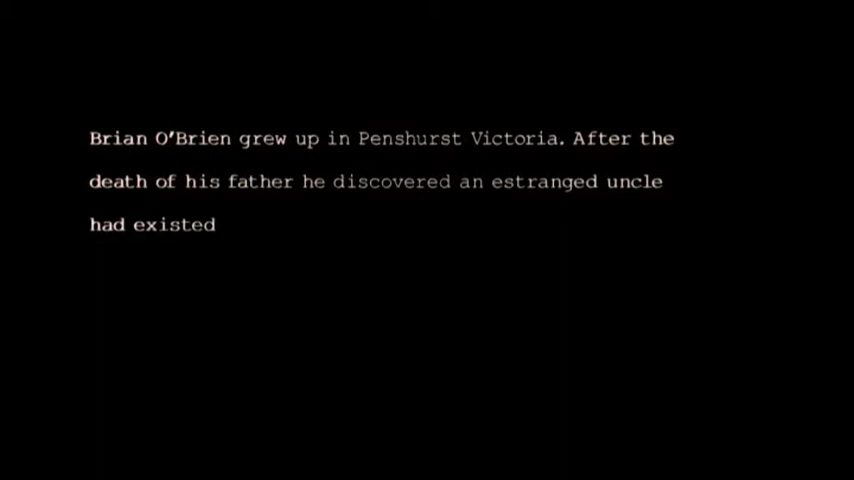 Brian O'Brien grew up in Penshurst Victoria. After the
death of his father he discovered an estranged uncle
had existed